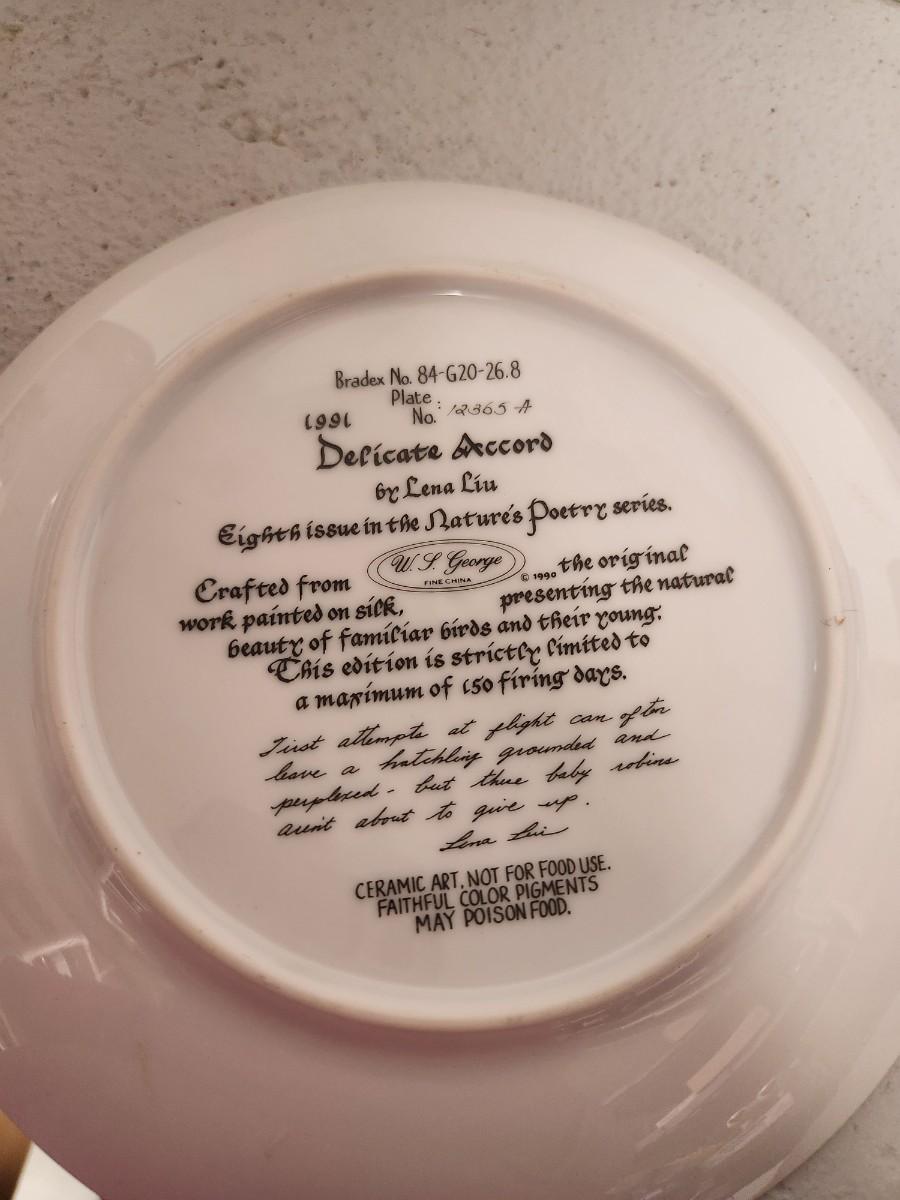 Bradex No. 84-G20-26.8
Plate
1991 No.: 12365-A
Delicate Accord
by Lena Liu
Eighth issue in the Nature's Poetry series.
W. S. George
FINE CHINA
Crafted from © 1990 the original
work painted on silk, presenting the natural
beauty of familiar birds and their young.
This edition is strictly limited to
a maximum of 150 firing days.
First attempts at flight can often
leave a hatchling grounded and
perplexed - but these baby robins
aren't about to give up.
Lena Liu
CERAMIC ART, NOT FOR FOOD USE.
FAITHFUL COLOR PIGMENTS
MAY POISON FOOD.